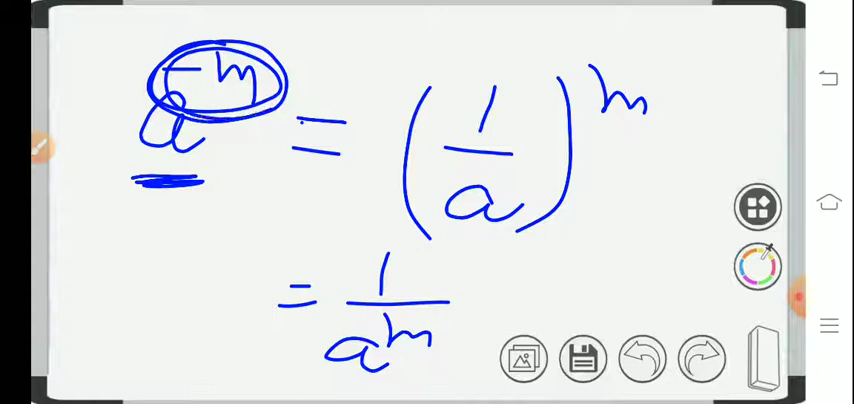 a^{-m} = (1/a)^m
= 1/a^m